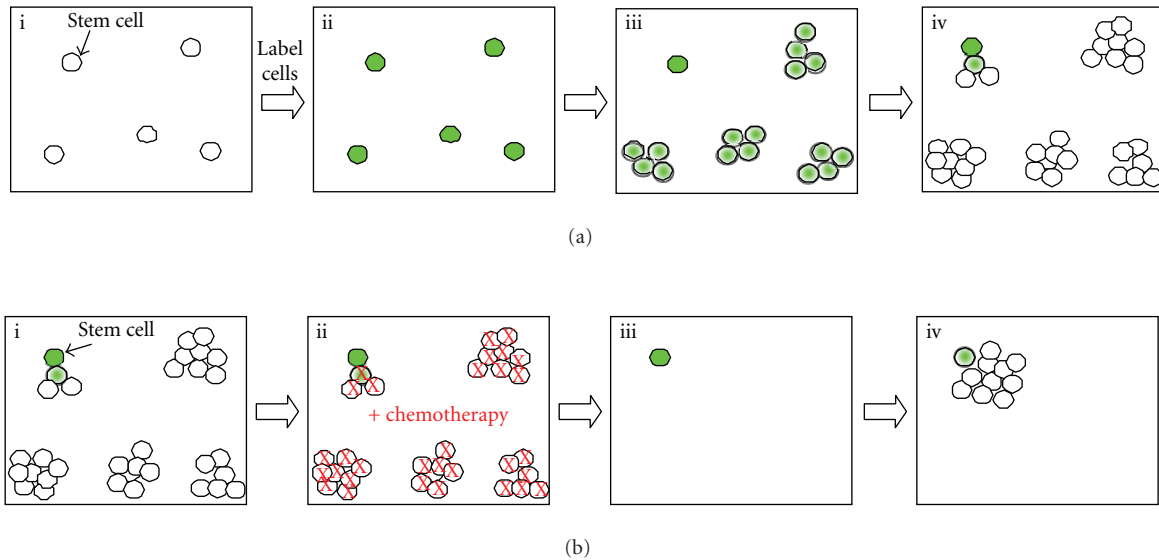 i
Stem cell
Label
cells
ii
iii
iv
(a)
i
Stem cell
ii
X X X X X X X X X X X
+ chemotherapy
iii
iv
(b)